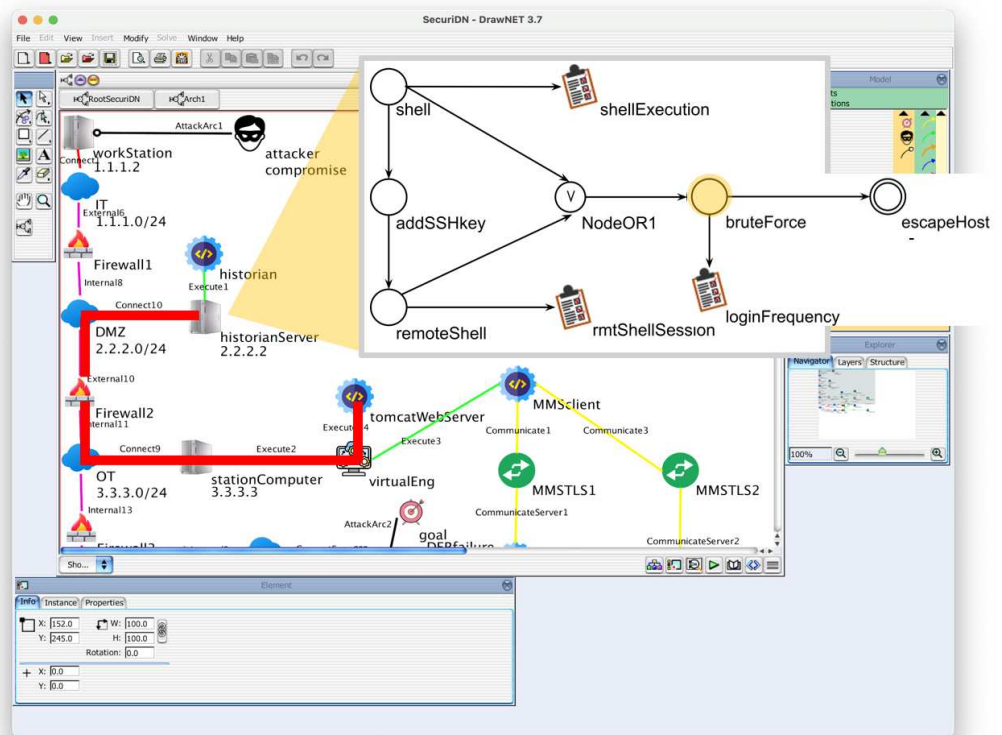 SecuriDN - DrawNET 3.7
File Edit View Insert Modify Solve Window Help
RootSecuriDN
Arch1
Model
AttackArc1
workStation
1.1.1.2
attacker
compromise
IT
1.1.1.0/24
External6
Firewall1
Internal8
historian
Execute1
Connect10
DMZ
2.2.2.0/24
historianServer
2.2.2.2
External10
Firewall2
Connect9
Execute2
OT
3.3.3.0/24
stationComputer
3.3.3.3
Internal13
tomcatWebServer
Execute3
virtualEng
MMSclient
Communicate1
Communicate3
MMSTLS1
MMSTLS2
CommunicateServer1
CommunicateServer2
AttackArc2
goal
shell
shellExecution
addSSHkey
V
NodeOR1
bruteForce
escapeHost
remoteShell
rmtShellSession
loginFrequency
Explorer
Navigator Layers Structure
100%
Sho...
Element
Info Instance Properties
X: 152.0 W: 100.0
Y: 245.0 H: 100.0
Rotation: 0.0
X: 0.0
Y: 0.0